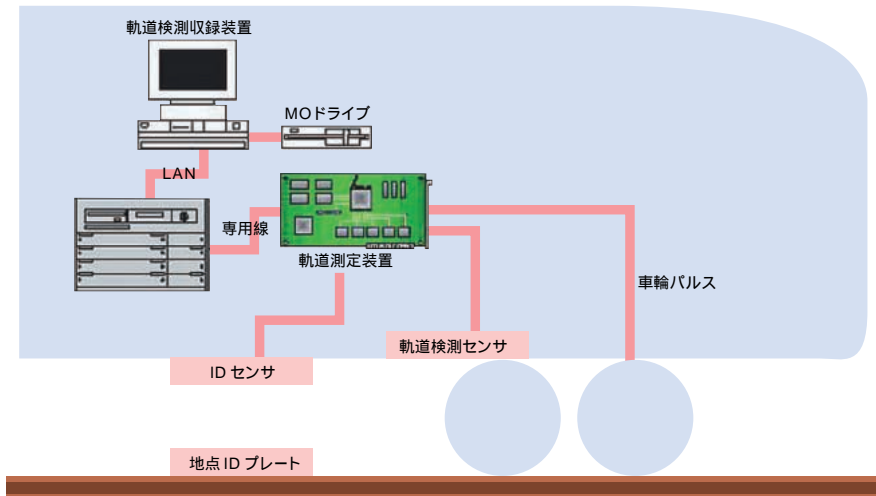 軌道検測収録装置
MOドライブ
LAN
専用線
軌道測定装置
車輪パルス
軌道検測センサ
ID センサ
地点 ID プレート